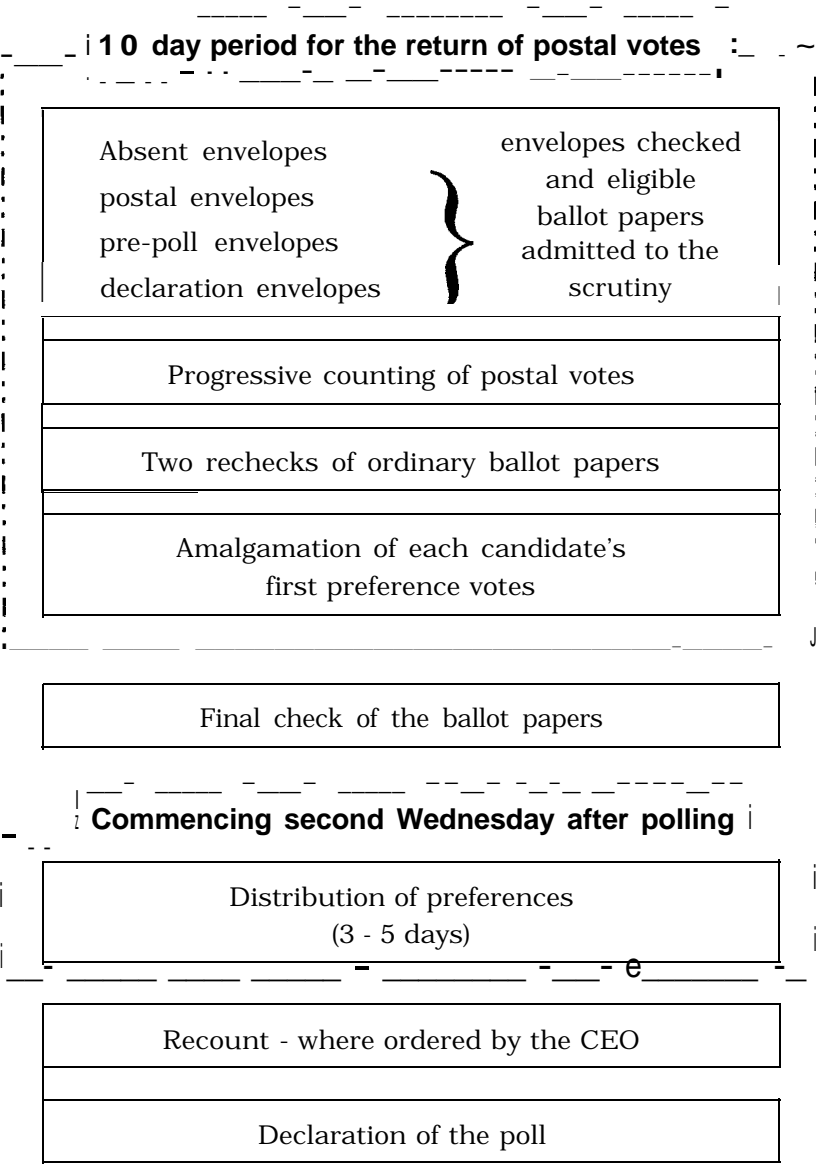 10 day period for the return of postal votes
Absent envelopes
postal envelopes
pre-poll envelopes
declaration envelopes
envelopes checked
and eligible
ballot papers
admitted to the
scrutiny
Progressive counting of postal votes
Two rechecks of ordinary ballot papers
Amalgamation of each candidate's
first preference votes
Final check of the ballot papers
Commencing second Wednesday after polling
Distribution of preferences
(3 - 5 days)
Recount - where ordered by the CEO
Declaration of the poll